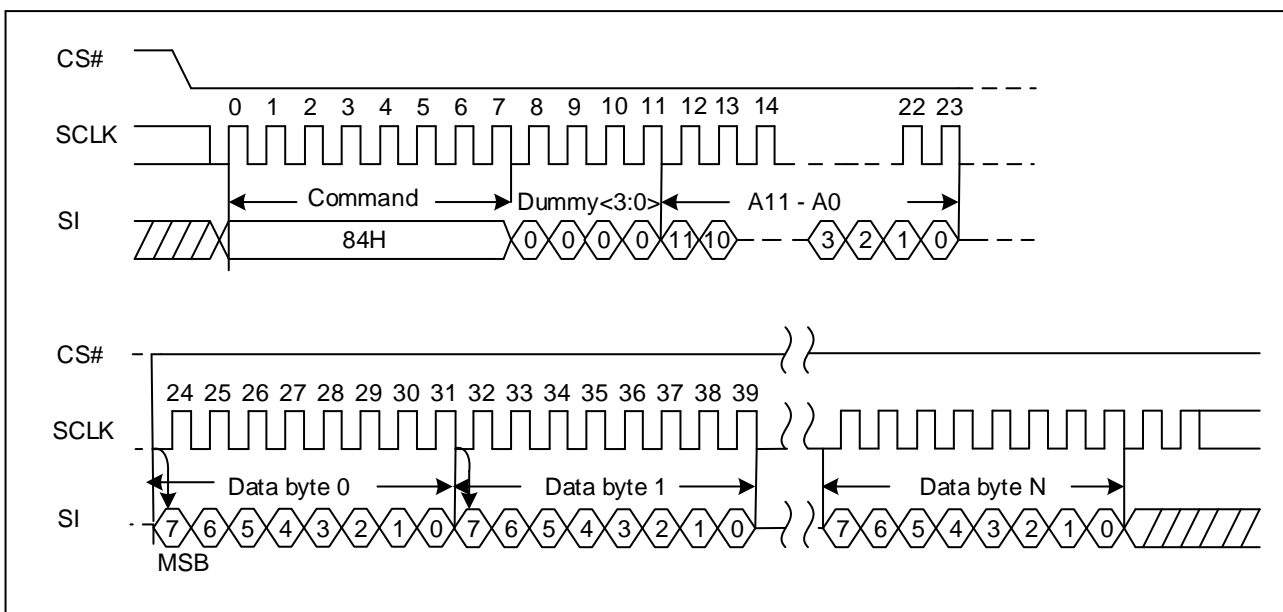 CS#
0 1 2 3 4 5 6 7 8 9 10 11 12 13 14 22 23
SCLK
Command Dummy<3:0> A11 - A0
SI
84H 0 0 0 0 11 10 3 2 1 0
CS#
24 25 26 27 28 29 30 31 32 33 34 35 36 37 38 39
SCLK
Data byte 0 Data byte 1 Data byte N
SI 7 6 5 4 3 2 1 0 7 6 5 4 3 2 1 0 7 6 5 4 3 2 1 0
MSB